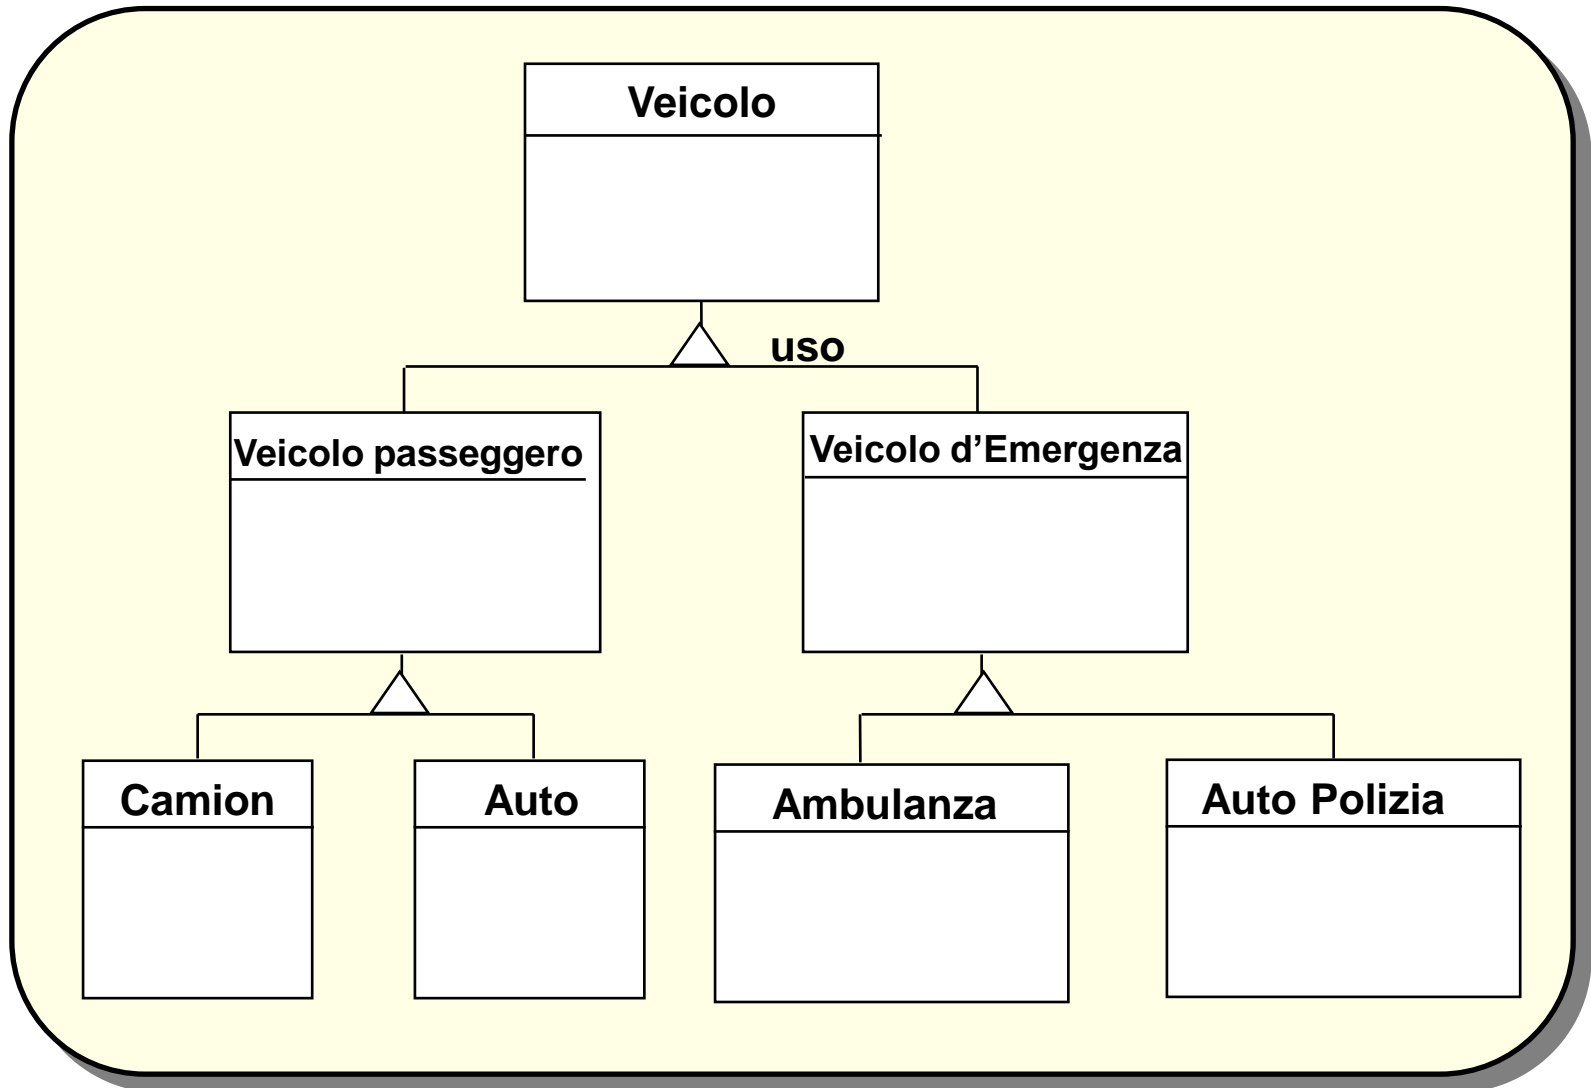 Veicolo
uso
Veicolo passeggero
Veicolo d’Emergenza
Camion
Auto
Ambulanza
Auto Polizia